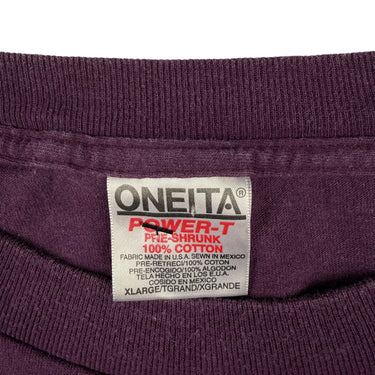 ONEITA®
POWER-T
PRE-SHRUNK
100% COTTON
FABRIC MADE IN U.S.A. SEWN IN MEXICO
PRE-RETRECI/100% COTON
PRE-ENCOGIDO/100% ALGODON
TELA HECHO EN LOS E.U.A.
COSIDO EN MEXICO
XLARGE/TGRAND/XGRANDE